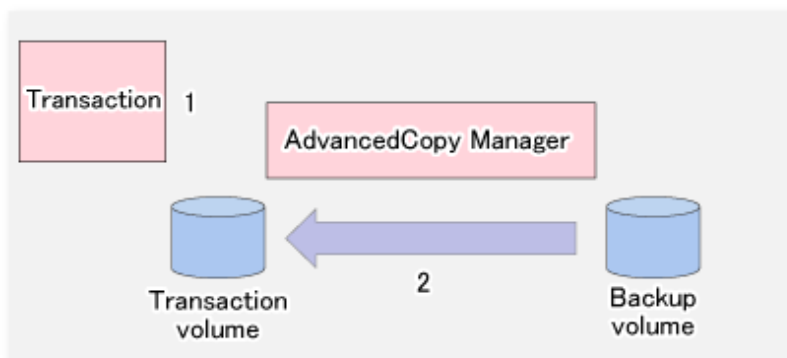 Transaction 1
AdvancedCopy Manager
2
Transaction
volume
Backup
volume